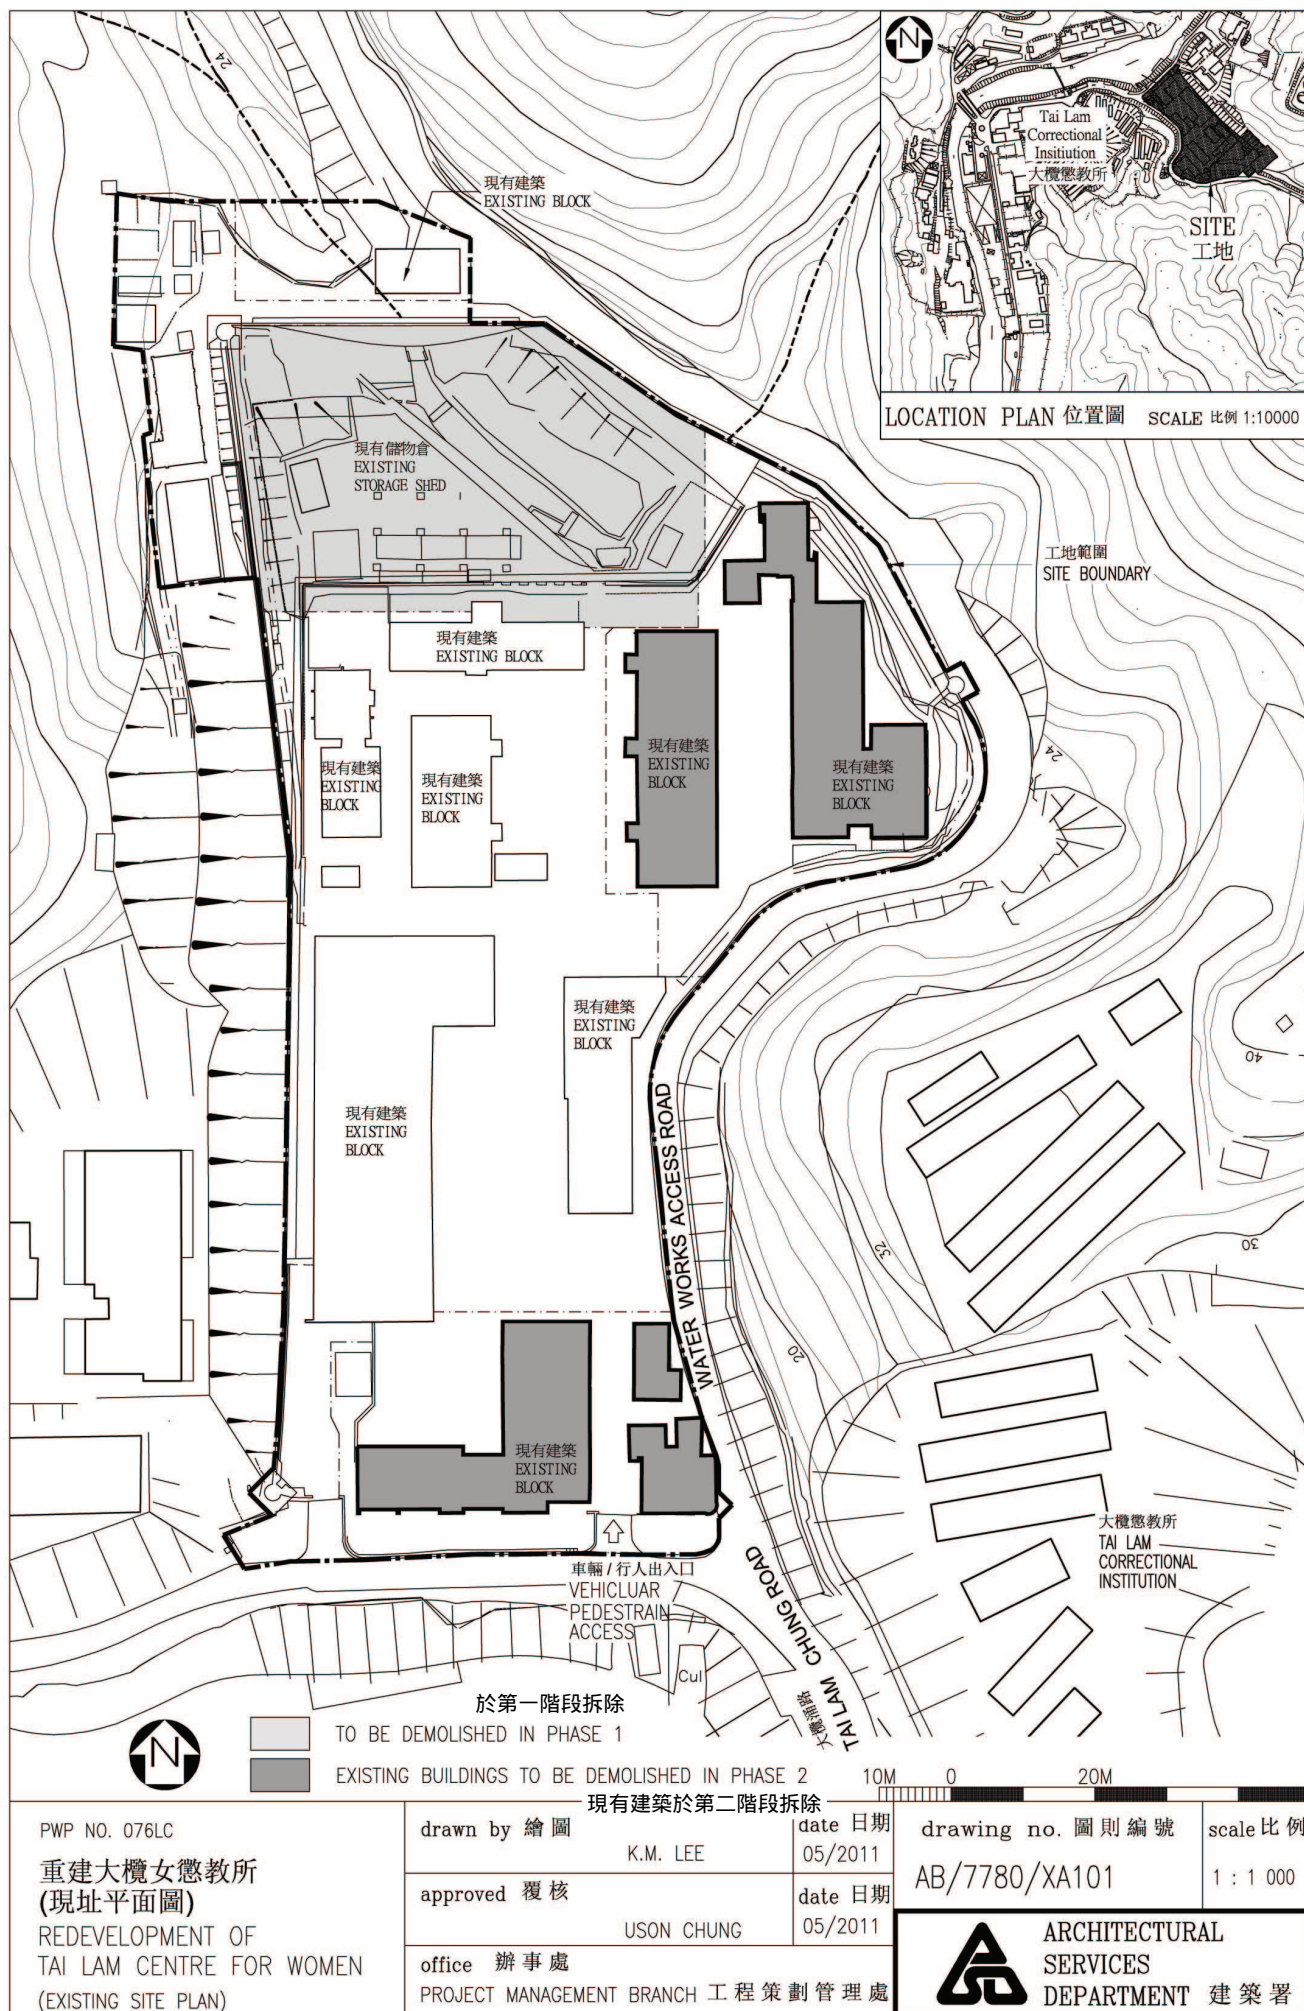 24
現有建築
EXISTING BLOCK
N
Tai Lam
Correctional
Insitiution
大欖懲教所
SITE
工地
LOCATION PLAN 位置圖 SCALE 比例 1:10000
現有儲物倉
EXISTING
STORAGE SHED
工地範圍
SITE BOUNDARY
現有建築
EXISTING BLOCK
現有建築
EXISTING
BLOCK
現有建築
EXISTING
BLOCK
現有建築
EXISTING
BLOCK
現有建築
EXISTING
BLOCK
24
現有建築
EXISTING
BLOCK
40
現有建築
EXISTING
BLOCK
WATER WORKS ACCESS ROAD
32
30
20
現有建築
EXISTING
BLOCK
大欖懲教所
TAI LAM
CORRECTIONAL
INSTITUTION
車輛/行人出入口
VEHICLUAR
PEDESTRAIN
ACCESS
Cul
大欖涌路
TAI LAM CHUNG ROAD
N
於第一階段拆除
TO BE DEMOLISHED IN PHASE 1
EXISTING BUILDINGS TO BE DEMOLISHED IN PHASE 2
現有建築於第二階段拆除
10M 0 20M
PWP NO. 076LC
重建大欖女懲教所
(現址平面圖)
REDEVELOPMENT OF
TAI LAM CENTRE FOR WOMEN
(EXISTING SITE PLAN)
drawn by 繪圖
K.M. LEE
date 日期
05/2011
approved 覆核
USON CHUNG
date 日期
05/2011
office 辦事處
PROJECT MANAGEMENT BRANCH 工程策劃管理處
drawing no. 圖則編號
AB/7780/XA101
scale 比例
1 : 1 000
ARCHITECTURAL
SERVICES
DEPARTMENT 建築署